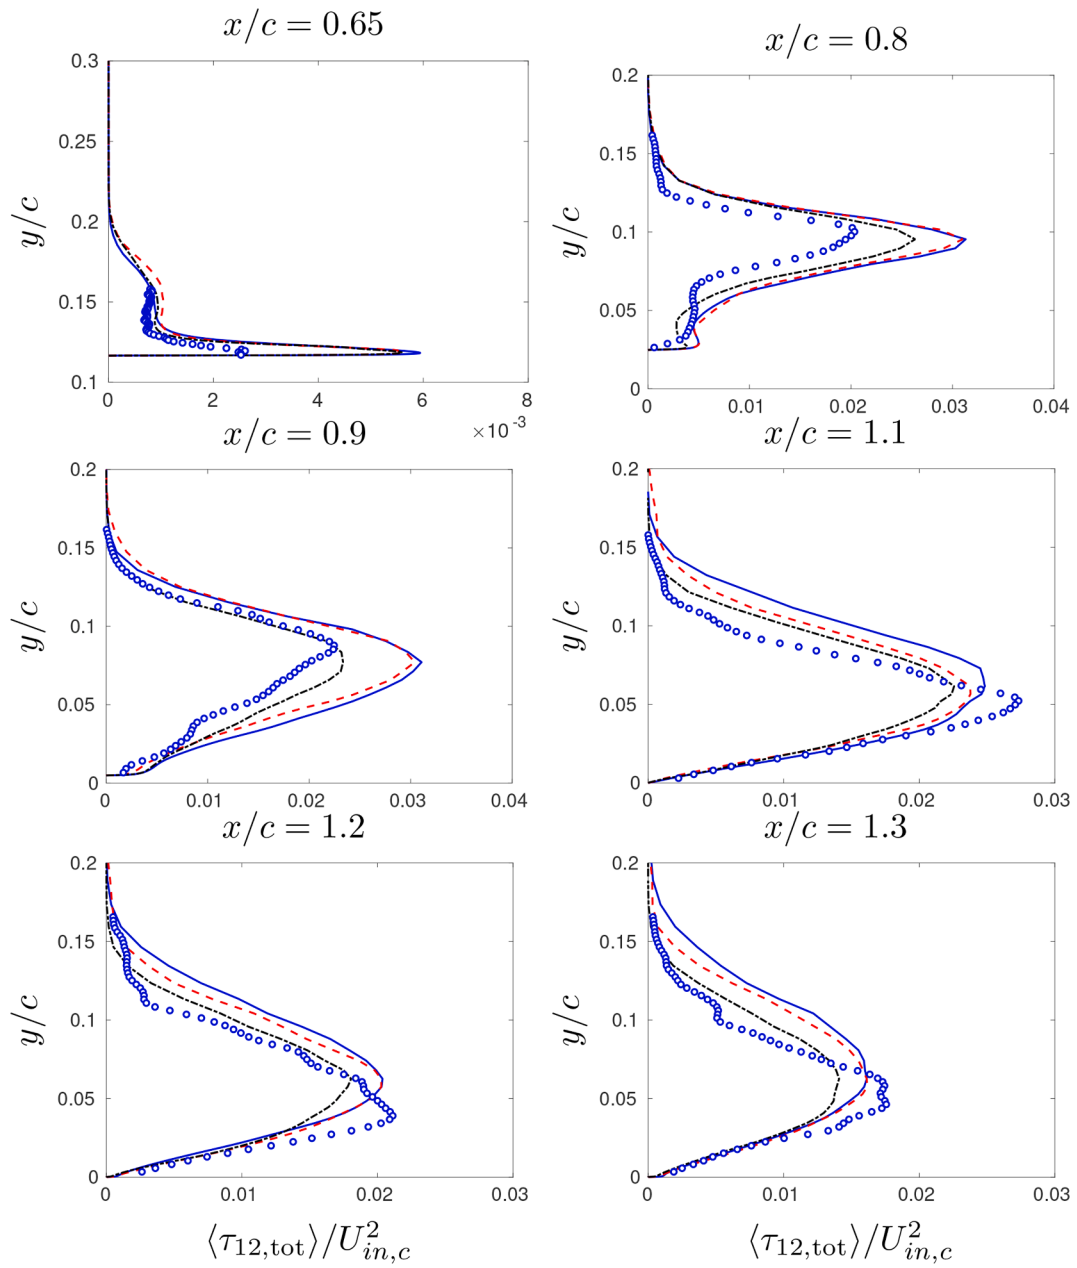 x/c = 0.65
0.3
0.25
y/c
0.2
0.15
0.1
0 2 4 6 8
×10⁻³
x/c = 0.8
0.2
0.15
y/c
0.1
0.05
0
0 0.01 0.02 0.03 0.04
x/c = 0.9
0.2
0.15
y/c
0.1
0.05
0
0 0.01 0.02 0.03 0.04
x/c = 1.1
0.2
0.15
y/c
0.1
0.05
0
0 0.01 0.02 0.03
x/c = 1.2
0.2
0.15
y/c
0.1
0.05
0
0 0.01 0.02 0.03
⟨τ₁₂,tot⟩/U²in,c
x/c = 1.3
0.2
0.15
y/c
0.1
0.05
0
0 0.01 0.02 0.03
⟨τ₁₂,tot⟩/U²in,c